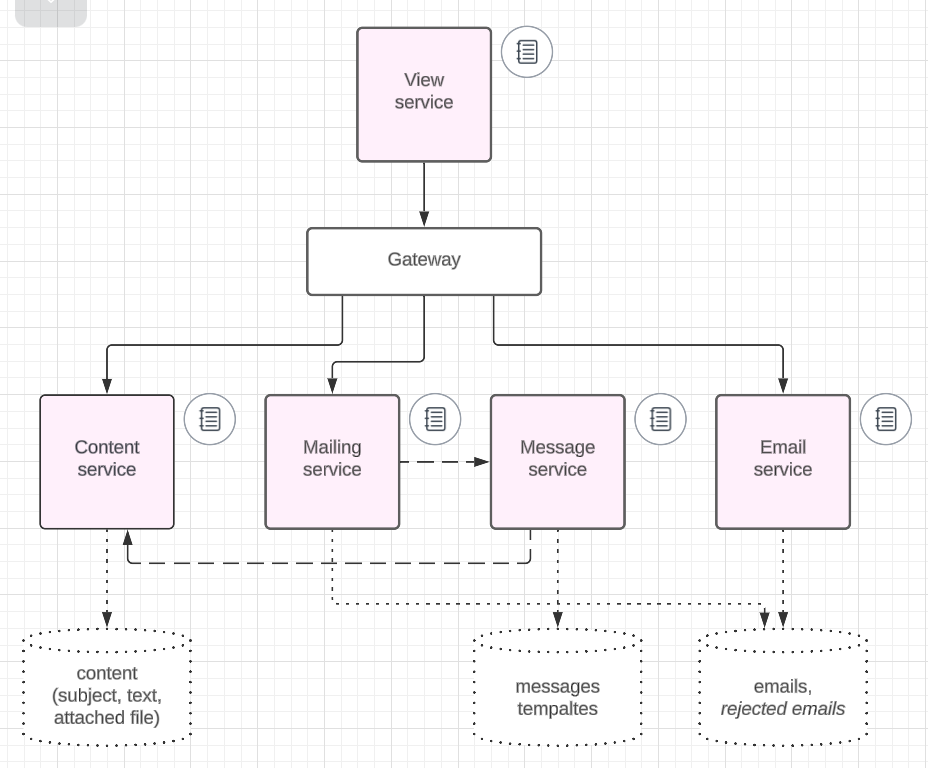 View
service
Gateway
Content
service
Mailing
service
Message
service
Email
service
content
(subject, text,
attached file)
messages
tempaltes
emails,
rejected emails